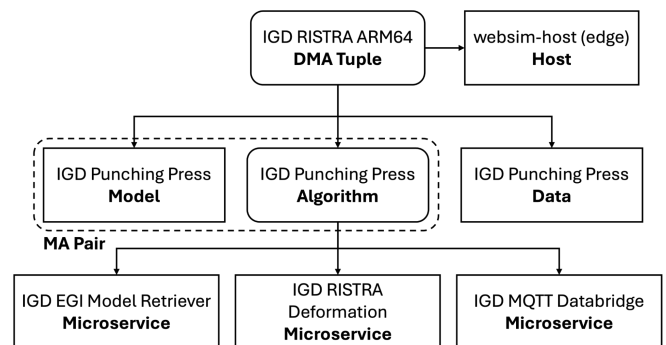 IGD RISTRA ARM64
DMA Tuple
websim-host (edge)
Host
IGD Punching Press
Model
IGD Punching Press
Algorithm
IGD Punching Press
Data
MA Pair
IGD EGI Model Retriever
Microservice
IGD RISTRA
Deformation
Microservice
IGD MQTT Databridge
Microservice